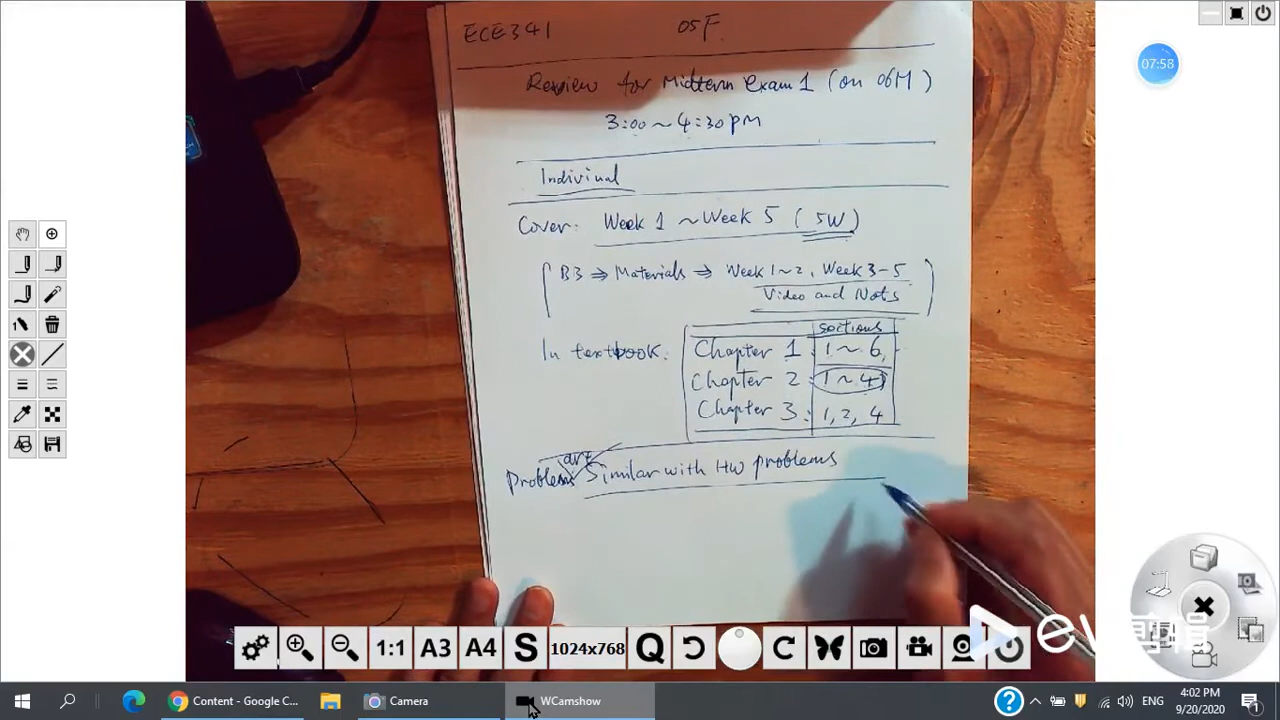 ECE341 05F
07:58
Review for Midterm Exam 1 (on 06M)
3:00 ~ 4:30pm
Indiviual
Cover: Week 1 ~ Week 5 (5W)
B3 ⇒ Materials ⇒ Week 1~2, Week 3-5
Video and Nots
sections
In textbook: Chapter 1: 1 ~ 6,
Chapter 2: 1 ~ 4,
Chapter 3: 1, 2, 4
are
Problems Similar with HW problems
1:1 A3 A4 S 1024x768 Q
Content - Google C... Camera WCamshow ENG 4:02 PM
9/20/2020